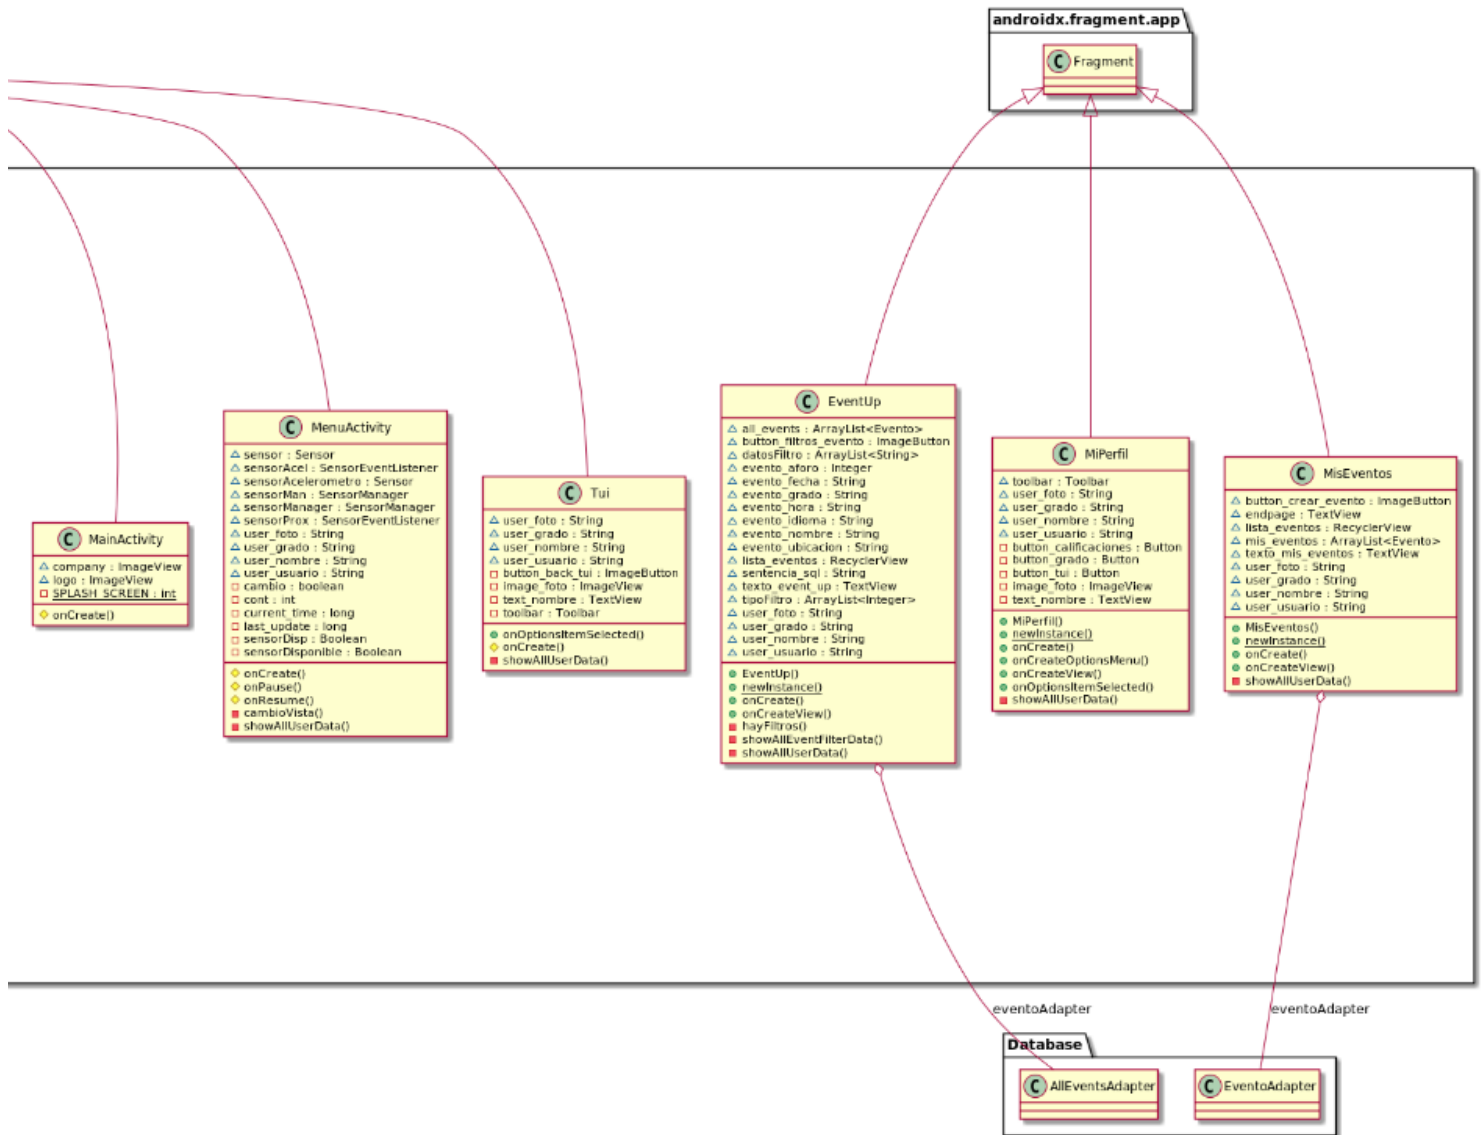 androidx.fragment.app
C Fragment
C MainActivity
company : ImageView
logo : ImageView
SPLASH_SCREEN : int
onCreate()
C MenuActivity
sensor : Sensor
sensorAcel : SensorEventListener
sensorAcelerometro : Sensor
sensorMan : SensorManager
sensorManager : SensorManager
sensorProx : SensorEventListener
user_foto : String
user_grado : String
user_nombre : String
user_usuario : String
cambio : boolean
cont : int
current_time : long
last_update : long
sensorDisp : Boolean
sensorDisponible : Boolean
onCreate()
onPause()
onResume()
cambioVista()
showAllUserData()
C Tui
user_foto : String
user_grado : String
user_nombre : String
user_usuario : String
button_back_tui : ImageButton
image_foto : ImageView
text_nombre : TextView
toolbar : Toolbar
onOptionsItemSelected()
onCreate()
showAllUserData()
C EventUp
all_events : ArrayList<Evento>
button_filtros_evento : ImageButton
datosFiltro : ArrayList<String>
evento_aforo : Integer
evento_fecha : String
evento_grado : String
evento_hora : String
evento_idioma : String
evento_nombre : String
evento_ubicacion : String
lista_eventos : RecyclerView
sentencia_sql : String
texto_event_up : TextView
tipoFiltro : ArrayList<Integer>
user_foto : String
user_grado : String
user_nombre : String
user_usuario : String
EventUp()
newInstance()
onCreate()
onCreateView()
hayFiltros()
showAllEventFilterData()
showAllUserData()
C MiPerfil
toolbar : Toolbar
user_foto : String
user_grado : String
user_nombre : String
user_usuario : String
button_calificaciones : Button
button_grado : Button
button_tui : Button
image_foto : ImageView
text_nombre : TextView
MiPerfil()
newInstance()
onCreate()
onCreateOptionsMenu()
onCreateView()
onOptionsItemSelected()
showAllUserData()
C MisEventos
button_crear_evento : ImageButton
endpage : TextView
lista_eventos : RecyclerView
mis_eventos : ArrayList<Evento>
texto_mis_eventos : TextView
user_foto : String
user_grado : String
user_nombre : String
user_usuario : String
MisEventos()
newInstance()
onCreate()
onCreateView()
showAllUserData()
eventoAdapter
eventoAdapter
Database
C AllEventsAdapter
C EventoAdapter